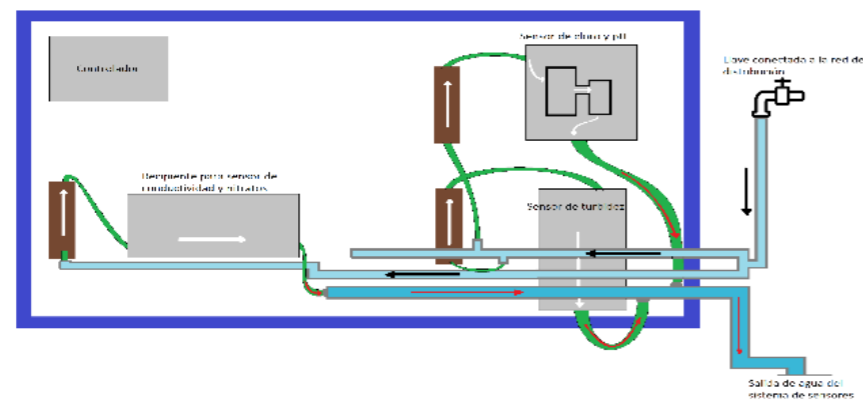 Sensor de cloro y pH
Llave conectada a la red de
distribución
Controlador
Recipiente para sensor de
conductividad y nitratos
Sensor de turbidez
Salida de agua del
sistema de sensores